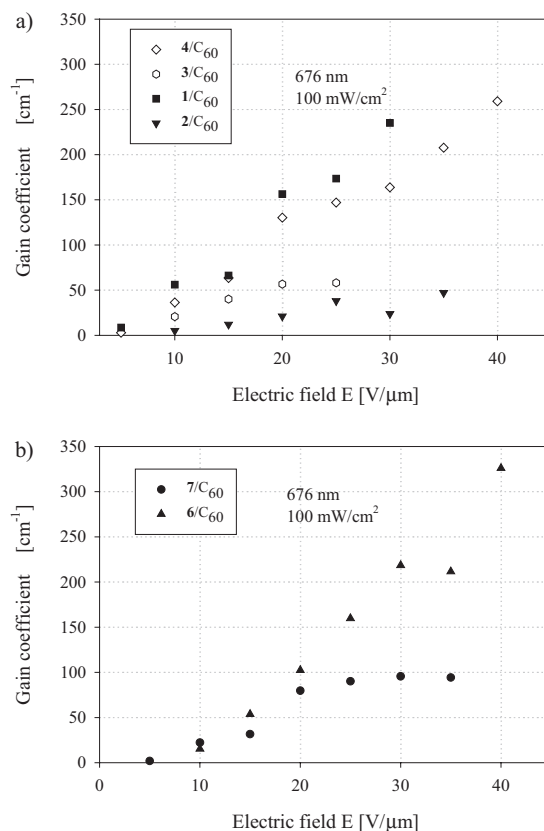 a)
350
300
250
200
150
100
50
0
Gain coefficient [cm⁻¹]
4/C₆₀
3/C₆₀
1/C₆₀
2/C₆₀
676 nm
100 mW/cm²
10 20 30 40
Electric field E [V/μm]
b)
350
300
250
200
150
100
50
0
Gain coefficient [cm⁻¹]
7/C₆₀
6/C₆₀
676 nm
100 mW/cm²
0 10 20 30 40
Electric field E [V/μm]